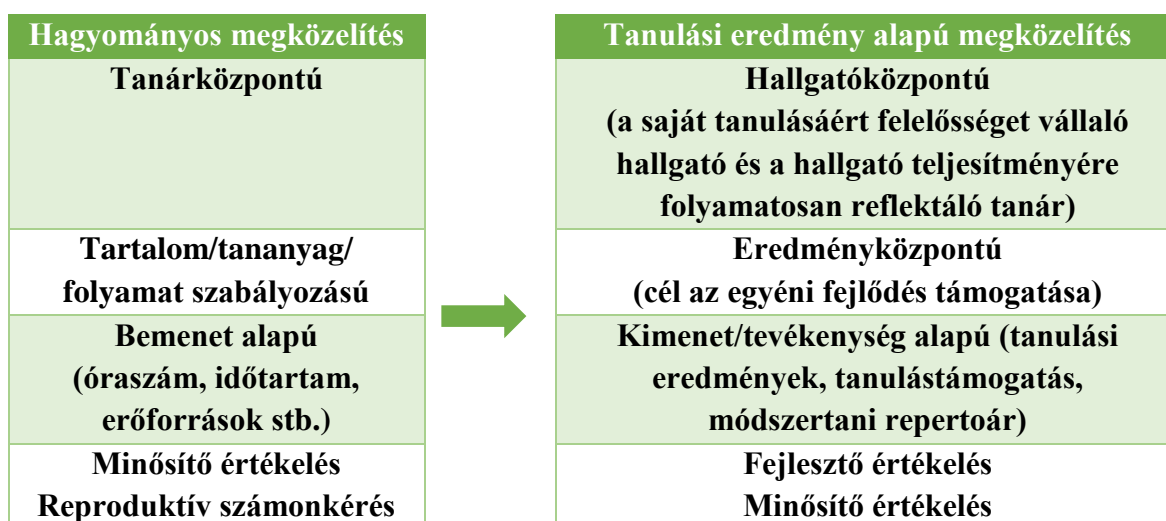 Hagyományos megközelítés
Tanárközpontú
Tartalom/tananyag/
folyamat szabályozású
Bemenet alapú
(óraszám, időtartam,
erőforrások stb.)
Minősítő értékelés
Reproduktív számonkérés
Tanulási eredmény alapú megközelítés
Hallgatóközpontú
(a saját tanulásáért felelősséget vállaló
hallgató és a hallgató teljesítményére
folyamatosan reflektáló tanár)
Eredményközpontú
(cél az egyéni fejlődés támogatása)
Kimenet/tevékenység alapú (tanulási
eredmények, tanulástámogatás,
módszertani repertoár)
Fejlesztő értékelés
Minősítő értékelés